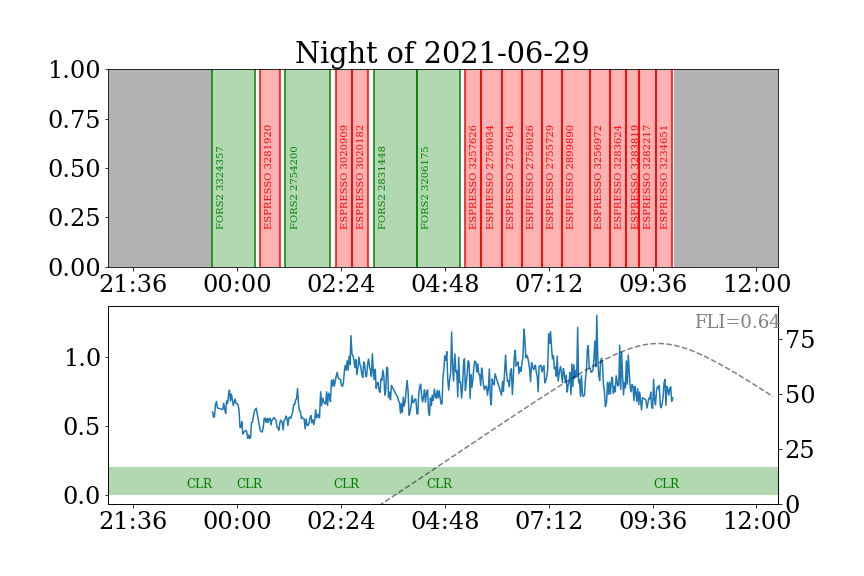 Night of 2021-06-29
1.00
0.75
0.50
0.25
0.00
FORS2 3324357
ESPRESSO 3281920
FORS2 2754200
ESPRESSO 3020909
ESPRESSO 3020182
FORS2 2831448
FORS2 3206175
ESPRESSO 3257626
ESPRESSO 2756034
ESPRESSO 2755764
ESPRESSO 2756026
ESPRESSO 2755729
ESPRESSO 2899890
ESPRESSO 3256972
ESPRESSO 3283624
ESPRESSO 3283819
ESPRESSO 3282217
ESPRESSO 3234651
21:36 00:00 02:24 04:48 07:12 09:36 12:00
FLI=0.64
1.0
0.5
0.0
75
50
25
0
CLR CLR CLR CLR CLR
21:36 00:00 02:24 04:48 07:12 09:36 12:00